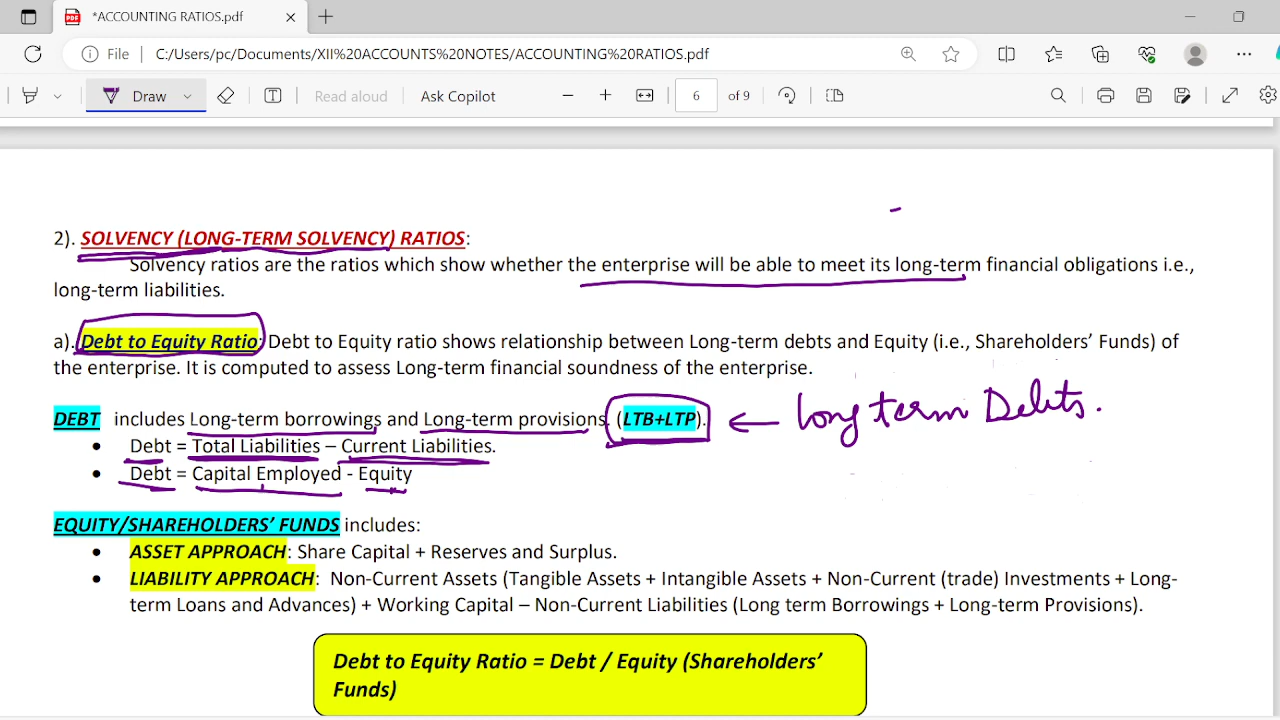 *ACCOUNTING RATIOS.pdf
File C:/Users/pc/Documents/XII%20ACCOUNTS%20NOTES/ACCOUNTING%20RATIOS.pdf
Draw Read aloud Ask Copilot 6 of 9
2). SOLVENCY (LONG-TERM SOLVENCY) RATIOS:
Solvency ratios are the ratios which show whether the enterprise will be able to meet its long-term financial obligations i.e.,
long-term liabilities.
a). Debt to Equity Ratio: Debt to Equity ratio shows relationship between Long-term debts and Equity (i.e., Shareholders’ Funds) of
the enterprise. It is computed to assess Long-term financial soundness of the enterprise.
DEBT includes Long-term borrowings and Long-term provisions. (LTB+LTP). ← Long term Debts.
• Debt = Total Liabilities – Current Liabilities.
• Debt = Capital Employed - Equity
EQUITY/SHAREHOLDERS’ FUNDS includes:
• ASSET APPROACH: Share Capital + Reserves and Surplus.
• LIABILITY APPROACH: Non-Current Assets (Tangible Assets + Intangible Assets + Non-Current (trade) Investments + Long-
term Loans and Advances) + Working Capital – Non-Current Liabilities (Long term Borrowings + Long-term Provisions).
Debt to Equity Ratio = Debt / Equity (Shareholders’
Funds)